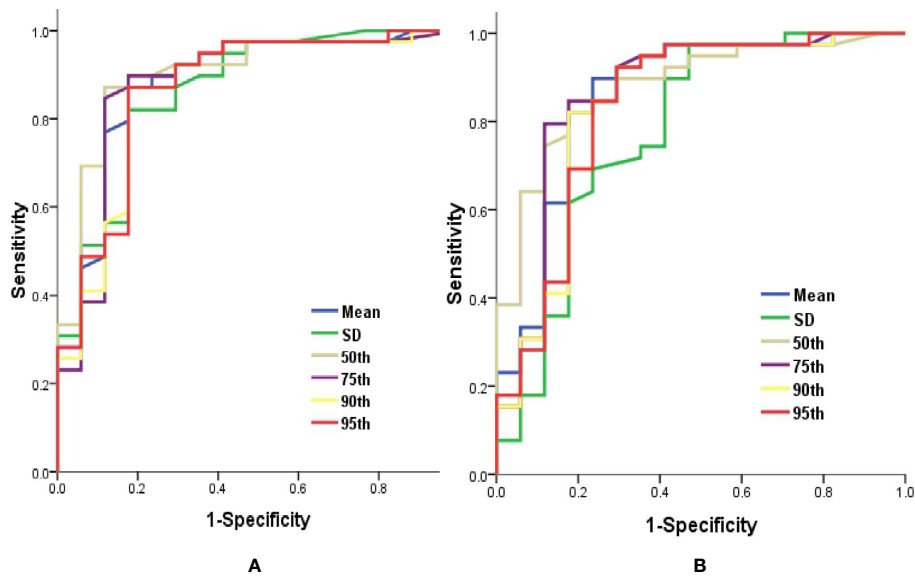 1.0
0.8
0.6
0.4
0.2
0.0
Sensitivity
Mean
SD
50th
75th
90th
95th
0.0 0.2 0.4 0.6 0.8
1-Specificity
A
1.0
0.8
0.6
0.4
0.2
0.0
Sensitivity
Mean
SD
50th
75th
90th
95th
0.0 0.2 0.4 0.6 0.8 1.0
1-Specificity
B